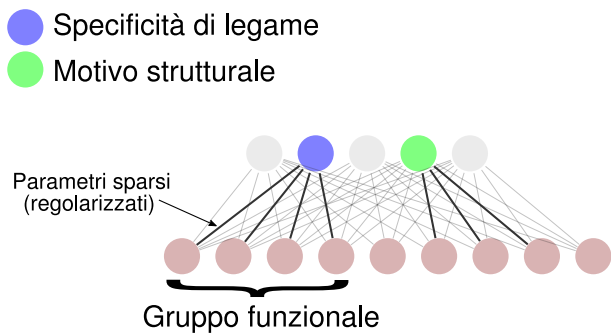 Specificità di legame
Motivo strutturale
Parametri sparsi
(regolarizzati)
Gruppo funzionale